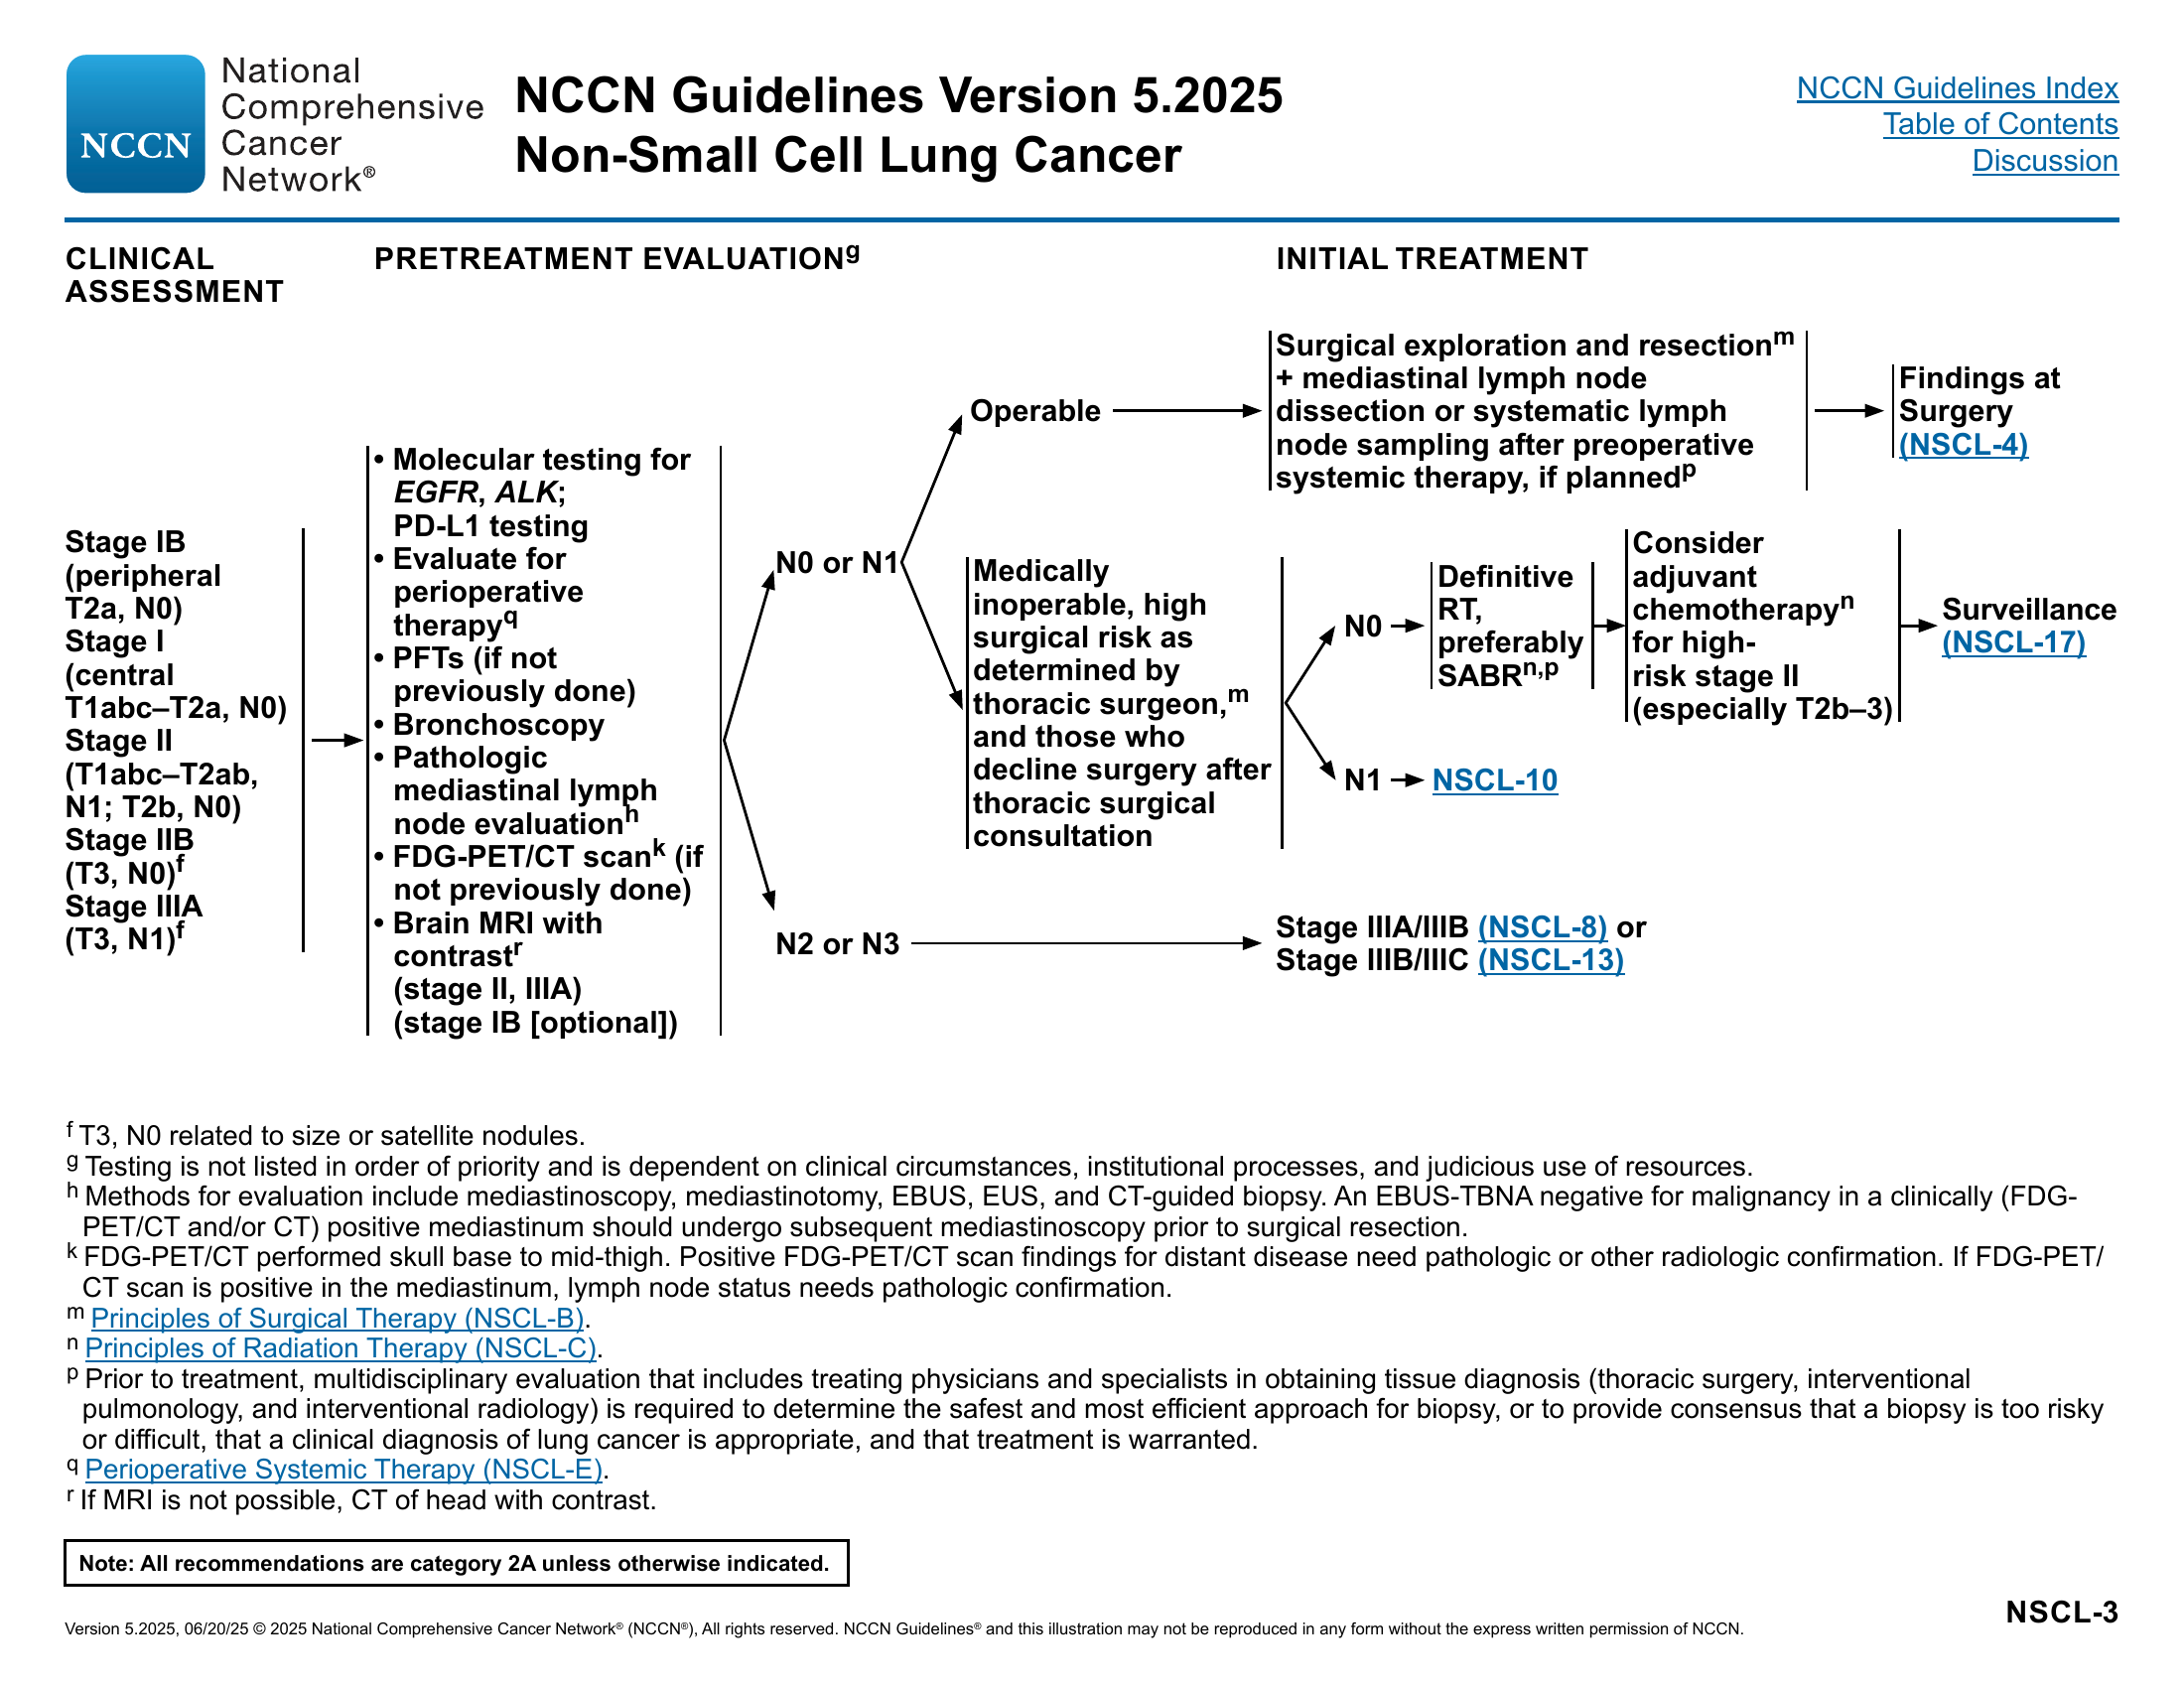 National
Comprehensive
Cancer
Network®
NCCN
NCCN Guidelines Version 5.2025
Non-Small Cell Lung Cancer
NCCN Guidelines Index
Table of Contents
Discussion
CLINICAL
ASSESSMENT
PRETREATMENT EVALUATIONg
INITIAL TREATMENT
Stage IB
(peripheral
T2a, N0)
Stage I
(central
T1abc–T2a, N0)
Stage II
(T1abc–T2ab,
N1; T2b, N0)
Stage IIB
(T3, N0)f
Stage IIIA
(T3, N1)f
• Molecular testing for
EGFR, ALK;
PD-L1 testing
• Evaluate for
perioperative
therapyq
• PFTs (if not
previously done)
• Bronchoscopy
• Pathologic
mediastinal lymph
node evaluationh
• FDG-PET/CT scank (if
not previously done)
• Brain MRI with
contrastr
(stage II, IIIA)
(stage IB [optional])
N0 or N1
N2 or N3
Operable
Surgical exploration and resectionm
+ mediastinal lymph node
dissection or systematic lymph
node sampling after preoperative
systemic therapy, if plannedp
Findings at
Surgery
(NSCL-4)
Medically
inoperable, high
surgical risk as
determined by
thoracic surgeon,m
and those who
decline surgery after
thoracic surgical
consultation
N0
Definitive
RT,
preferably
SABRn,p
Consider
adjuvant
chemotherapyn
for high-
risk stage II
(especially T2b–3)
Surveillance
(NSCL-17)
N1
NSCL-10
Stage IIIA/IIIB (NSCL-8) or
Stage IIIB/IIIC (NSCL-13)
f T3, N0 related to size or satellite nodules.
g Testing is not listed in order of priority and is dependent on clinical circumstances, institutional processes, and judicious use of resources.
h Methods for evaluation include mediastinoscopy, mediastinotomy, EBUS, EUS, and CT-guided biopsy. An EBUS-TBNA negative for malignancy in a clinically (FDG-
PET/CT and/or CT) positive mediastinum should undergo subsequent mediastinoscopy prior to surgical resection.
k FDG-PET/CT performed skull base to mid-thigh. Positive FDG-PET/CT scan findings for distant disease need pathologic or other radiologic confirmation. If FDG-PET/
CT scan is positive in the mediastinum, lymph node status needs pathologic confirmation.
m Principles of Surgical Therapy (NSCL-B).
n Principles of Radiation Therapy (NSCL-C).
p Prior to treatment, multidisciplinary evaluation that includes treating physicians and specialists in obtaining tissue diagnosis (thoracic surgery, interventional
pulmonology, and interventional radiology) is required to determine the safest and most efficient approach for biopsy, or to provide consensus that a biopsy is too risky
or difficult, that a clinical diagnosis of lung cancer is appropriate, and that treatment is warranted.
q Perioperative Systemic Therapy (NSCL-E).
r If MRI is not possible, CT of head with contrast.
Note: All recommendations are category 2A unless otherwise indicated.
NSCL-3
Version 5.2025, 06/20/25 © 2025 National Comprehensive Cancer Network® (NCCN®), All rights reserved. NCCN Guidelines® and this illustration may not be reproduced in any form without the express written permission of NCCN.